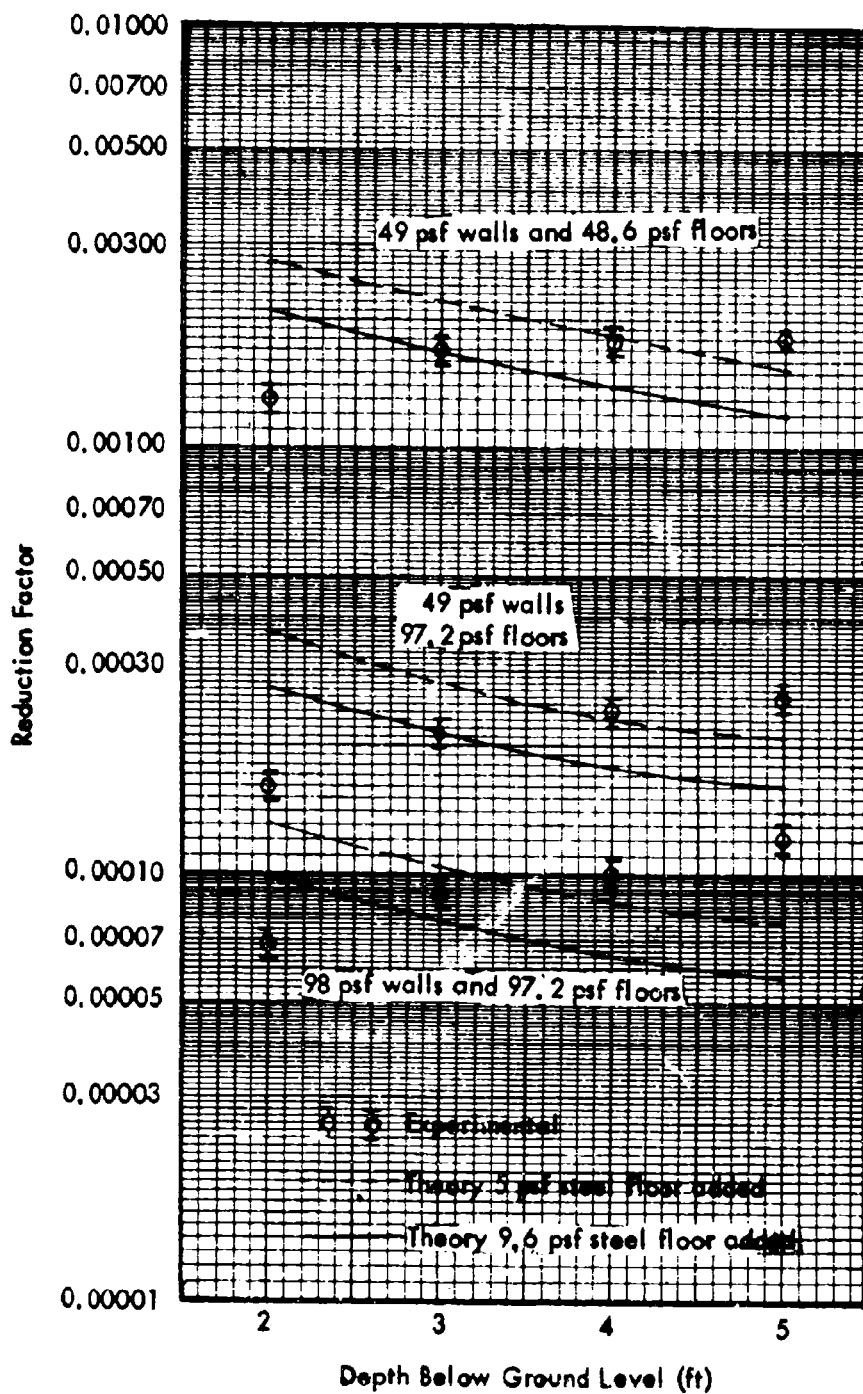 0.01000
0.00700
0.00500
0.00300
0.00100
0.00070
0.00050
0.00030
0.00010
0.00007
0.00005
0.00003
0.00001
Reduction Factor
49 psf walls and 48.6 psf floors
49 psf walls
97.2 psf floors
98 psf walls and 97.2 psf floors
Experimental
Theory 5 psf steel floor added
Theory 9.6 psf steel floor added
2 3 4 5
Depth Below Ground Level (ft)